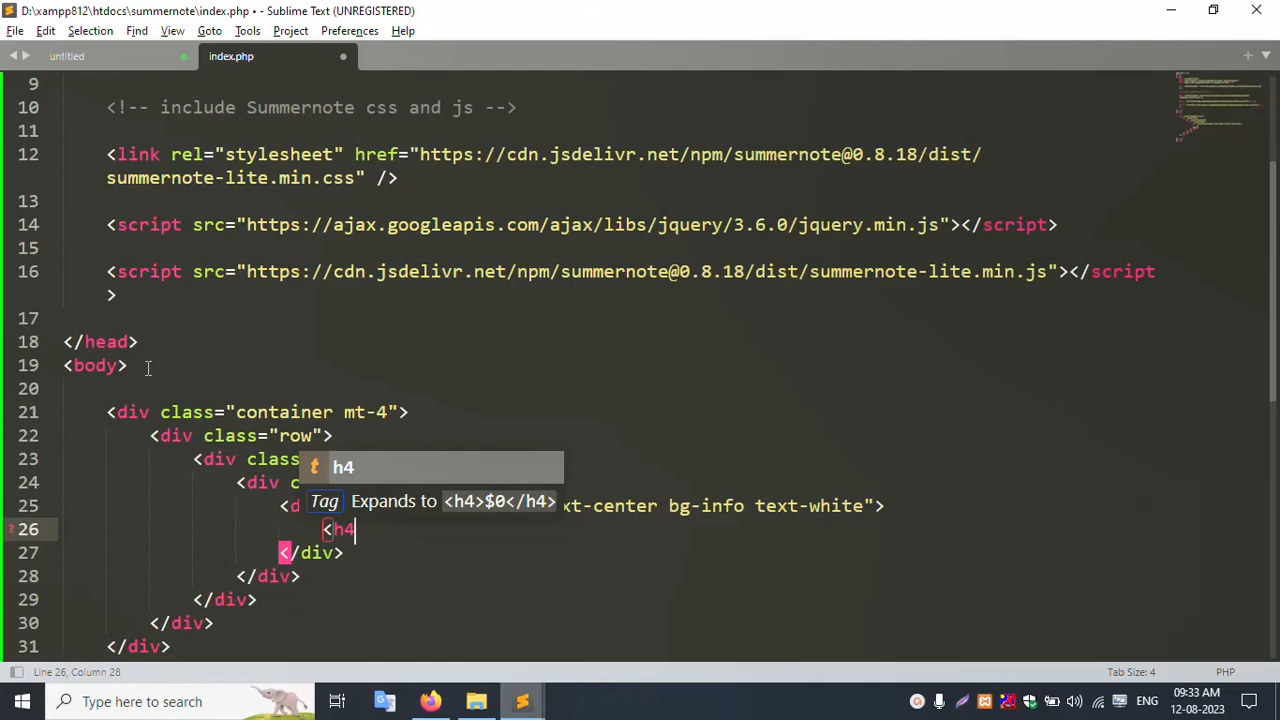 D:\xampp812\htdocs\summernote\index.php • - Sublime Text (UNREGISTERED)
File Edit Selection Find View Goto Tools Project Preferences Help
untitled index.php
9
10 <!-- include Summernote css and js -->
11
12 <link rel="stylesheet" href="https://cdn.jsdelivr.net/npm/summernote@0.8.18/dist/
summernote-lite.min.css" />
13
14 <script src="https://ajax.googleapis.com/ajax/libs/jquery/3.6.0/jquery.min.js"></script>
15
16 <script src="https://cdn.jsdelivr.net/npm/summernote@0.8.18/dist/summernote-lite.min.js"></script
>
17
18 </head>
19 <body>
20
21 <div class="container mt-4">
22 <div class="row">
23 <div class
t h4
24 <div c
Tag Expands to <h4>$0</h4>
25 <d xt-center bg-info text-white">
26 <h4
27 </div>
28 </div>
29 </div>
30 </div>
31 </div>
Line 26, Column 28 Tab Size: 4 PHP
Type here to search ENG 09:33 AM
12-08-2023